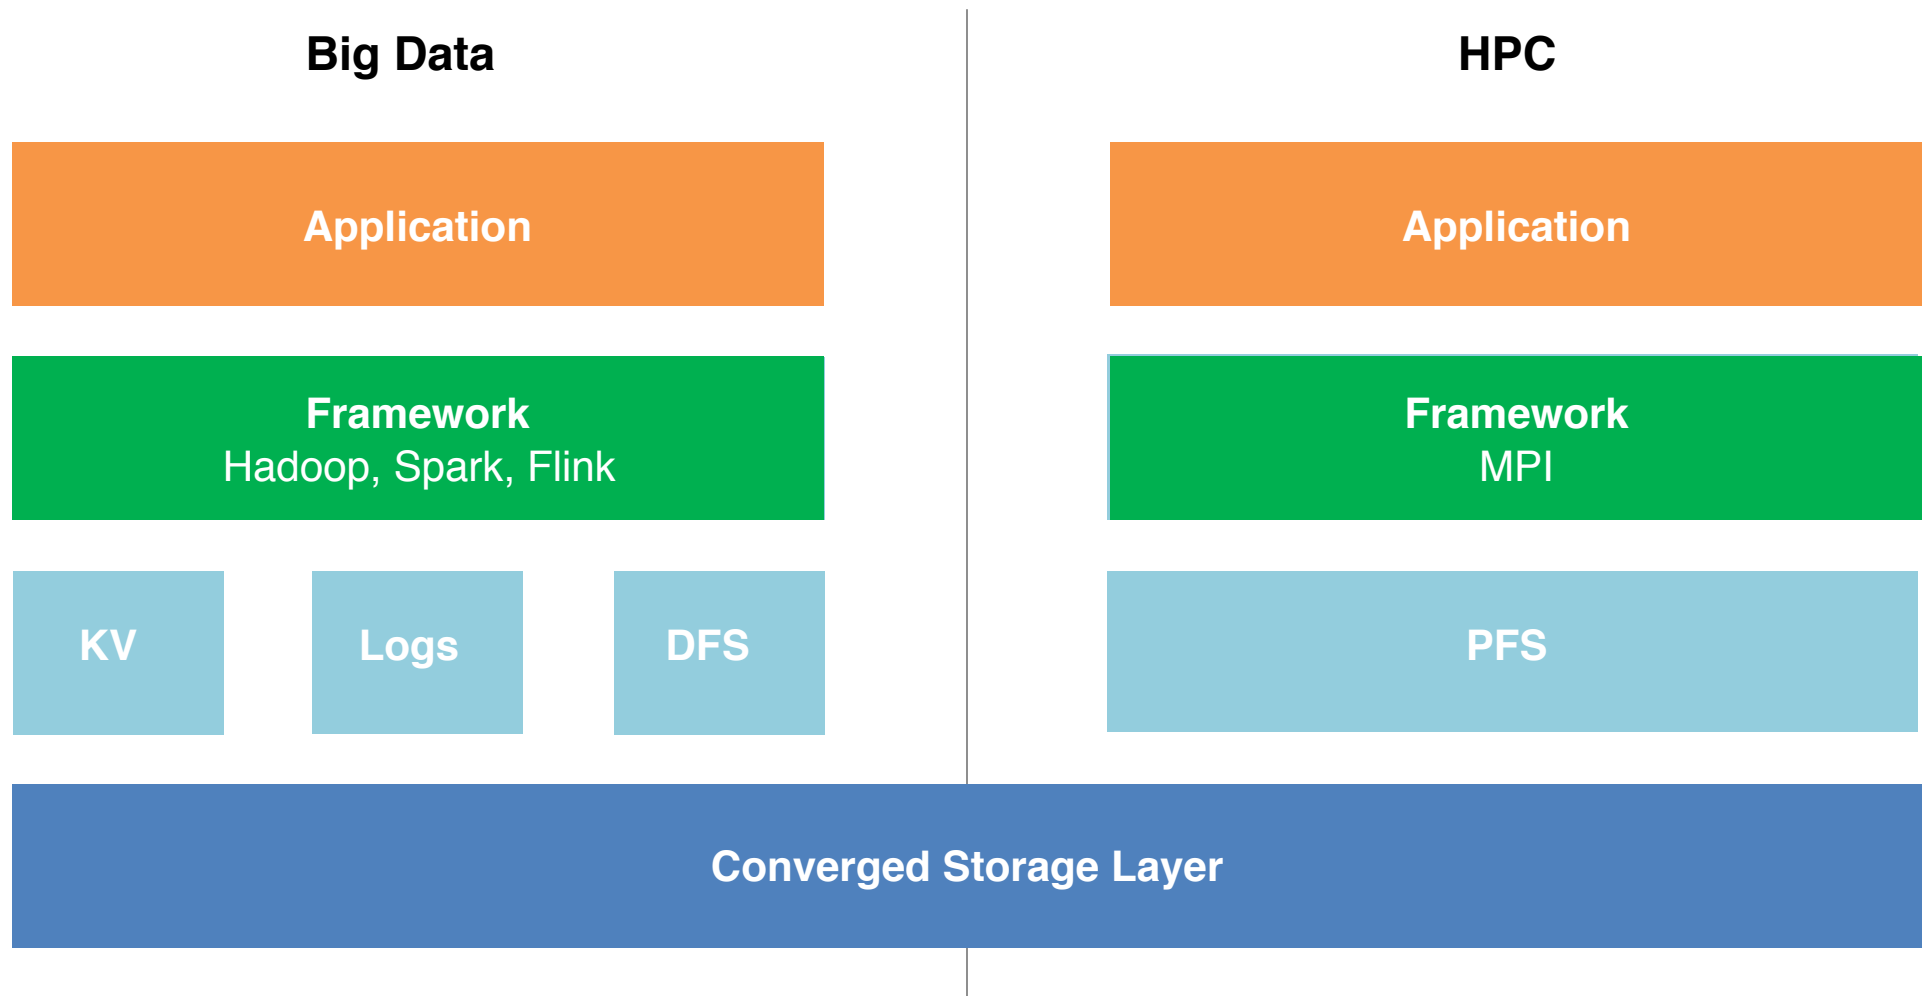 Big Data
HPC
Application
Application
Framework
Hadoop, Spark, Flink
Framework
MPI
KV
Logs
DFS
PFS
Converged Storage Layer